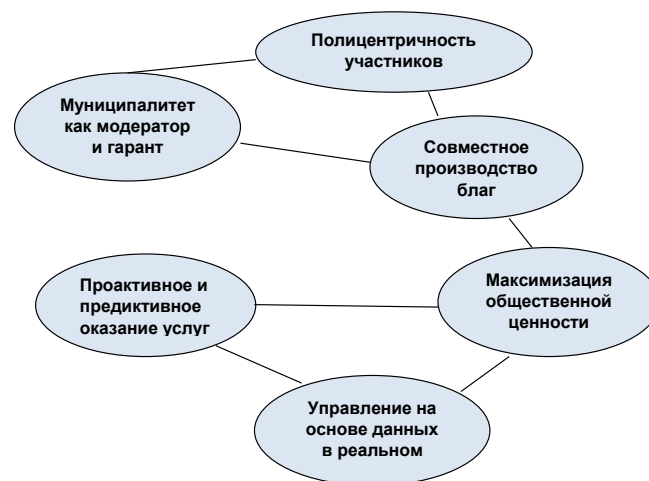 Полицентричность
участников
Муниципалитет
как модератор
и гарант
Совместное
производство
благ
Максимизация
общественной
ценности
Проактивное и
предиктивное
оказание услуг
Управление на
основе данных
в реальном